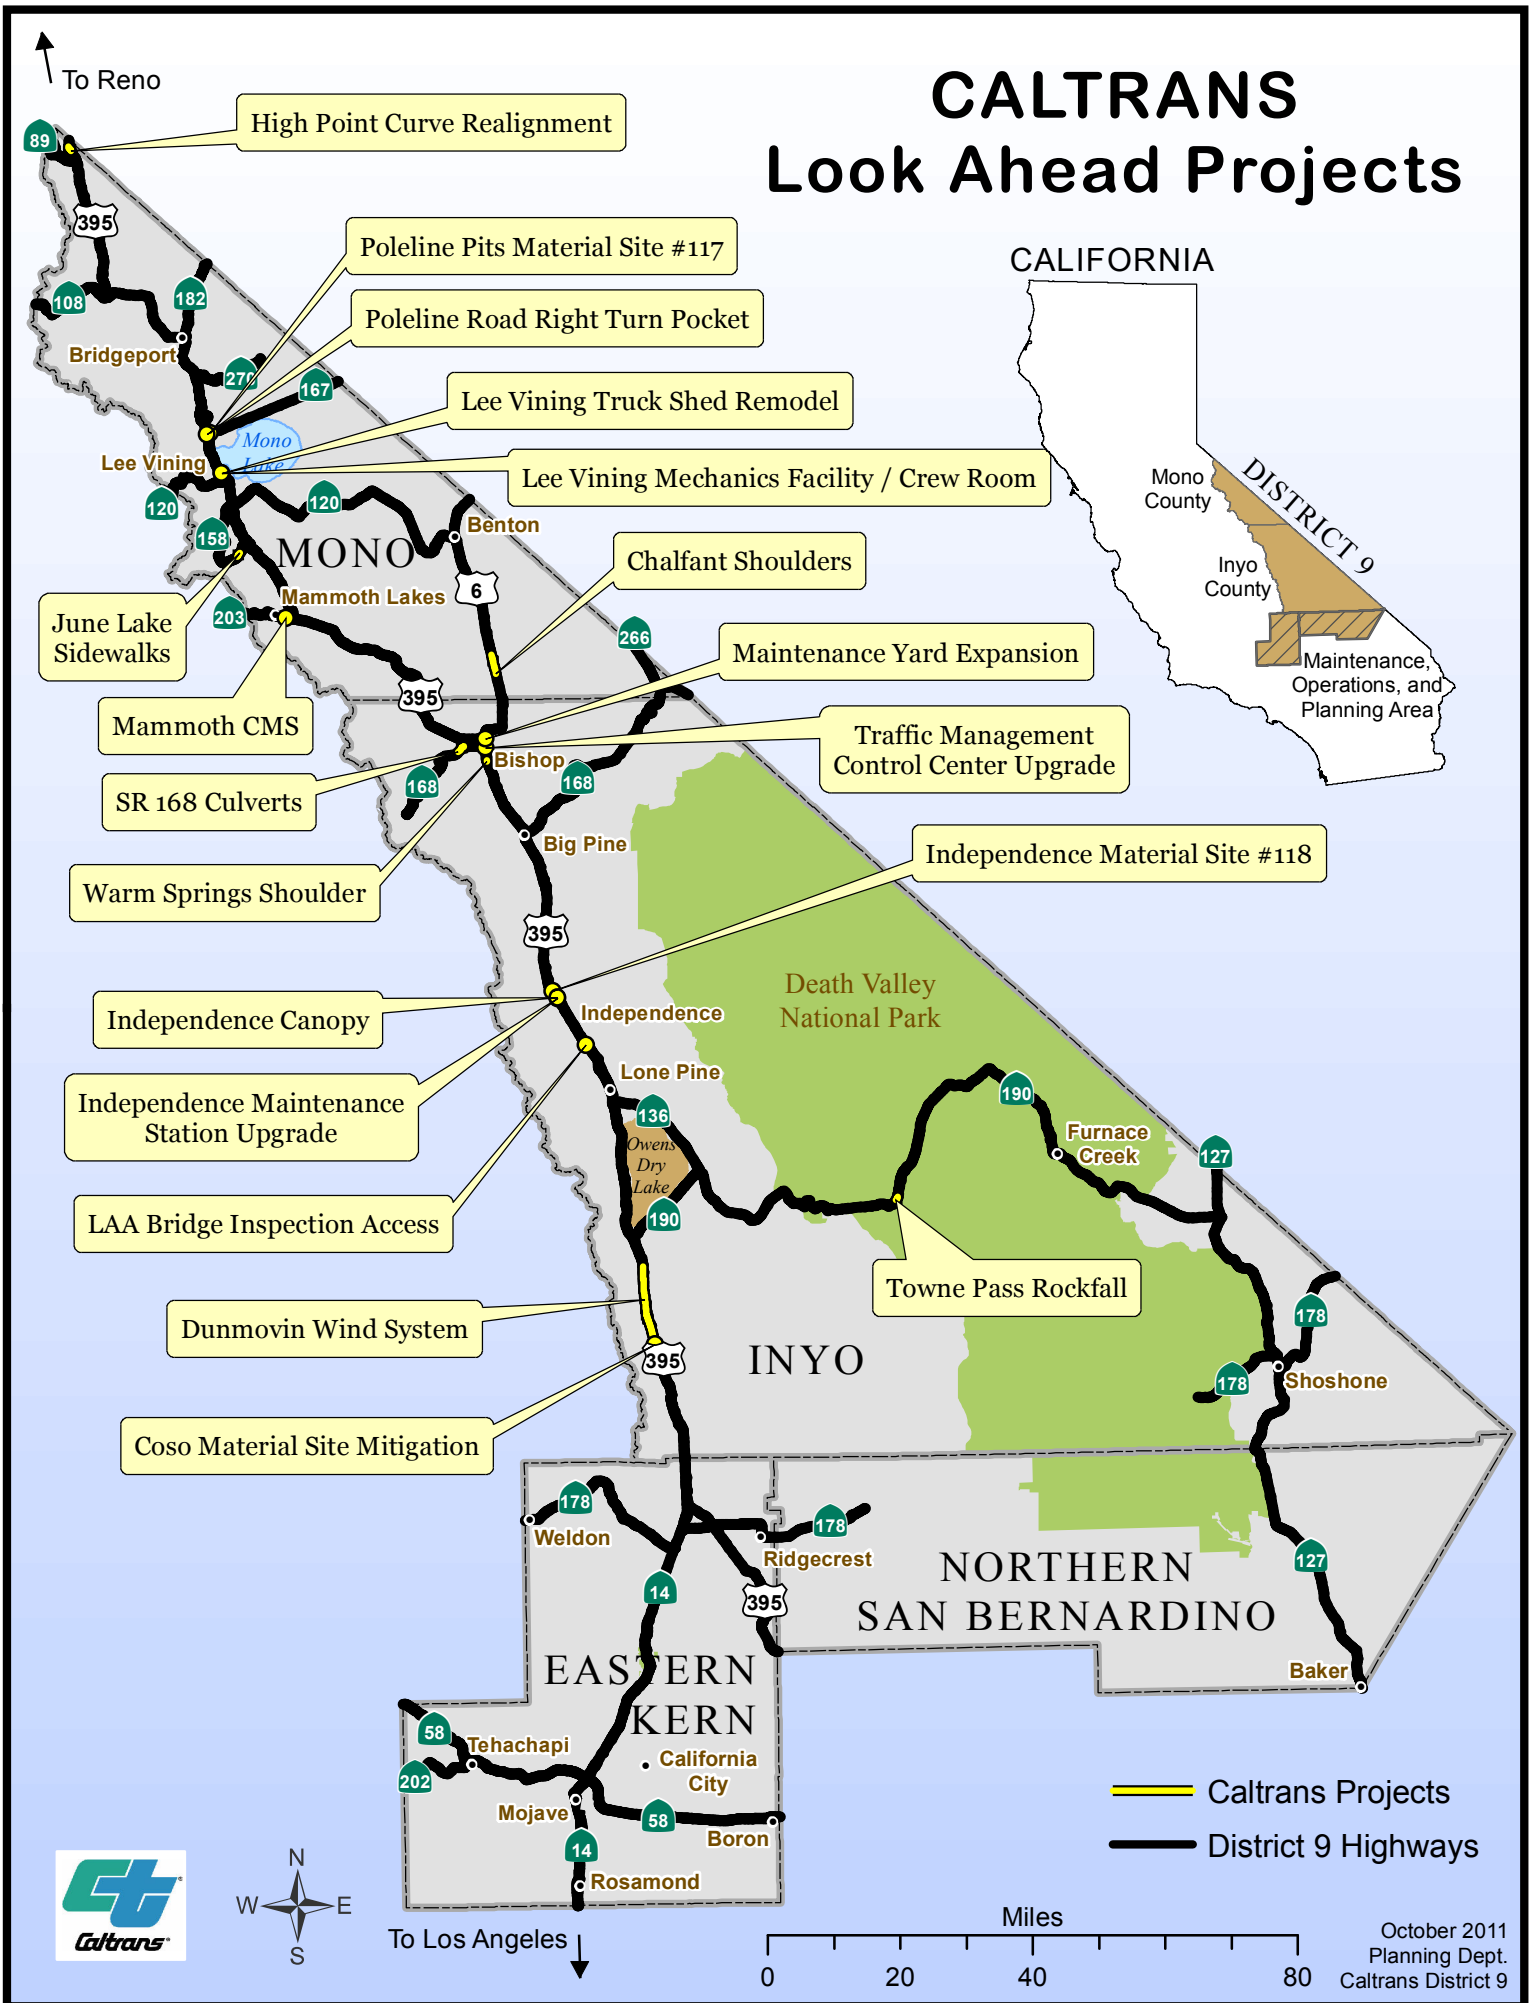 To Reno
CALTRANS
Look Ahead Projects
89
High Point Curve Realignment
395
Poleline Pits Material Site #117
CALIFORNIA
108
182
Poleline Road Right Turn Pocket
Bridgeport
270
167
Lee Vining Truck Shed Remodel
Mono
Lake
Lee Vining
Lee Vining Mechanics Facility / Crew Room
Mono
County
DISTRICT 9
120
120
158
Benton
MONO
Chalfant Shoulders
Inyo
County
6
Mammoth Lakes
203
June Lake
Sidewalks
266
Maintenance Yard Expansion
Maintenance,
Operations, and
Planning Area
395
Mammoth CMS
Traffic Management
Control Center Upgrade
Bishop
168
168
SR 168 Culverts
Big Pine
Independence Material Site #118
Warm Springs Shoulder
395
Death Valley
National Park
Independence Canopy
Independence
Lone Pine
Independence Maintenance
Station Upgrade
136
190
Owens
Dry
Lake
Furnace
Creek
127
LAA Bridge Inspection Access
190
Towne Pass Rockfall
Dunmovin Wind System
178
395
INYO
178
Shoshone
Coso Material Site Mitigation
178
Weldon
178
Ridgecrest
NORTHERN
SAN BERNARDINO
127
14
395
EASTERN
KERN
Baker
58
Tehachapi
202
California
City
Mojave
58
Boron
14
Rosamond
Caltrans Projects
District 9 Highways
Caltrans
N
W E
S
To Los Angeles
Miles
0 20 40 80
October 2011
Planning Dept.
Caltrans District 9